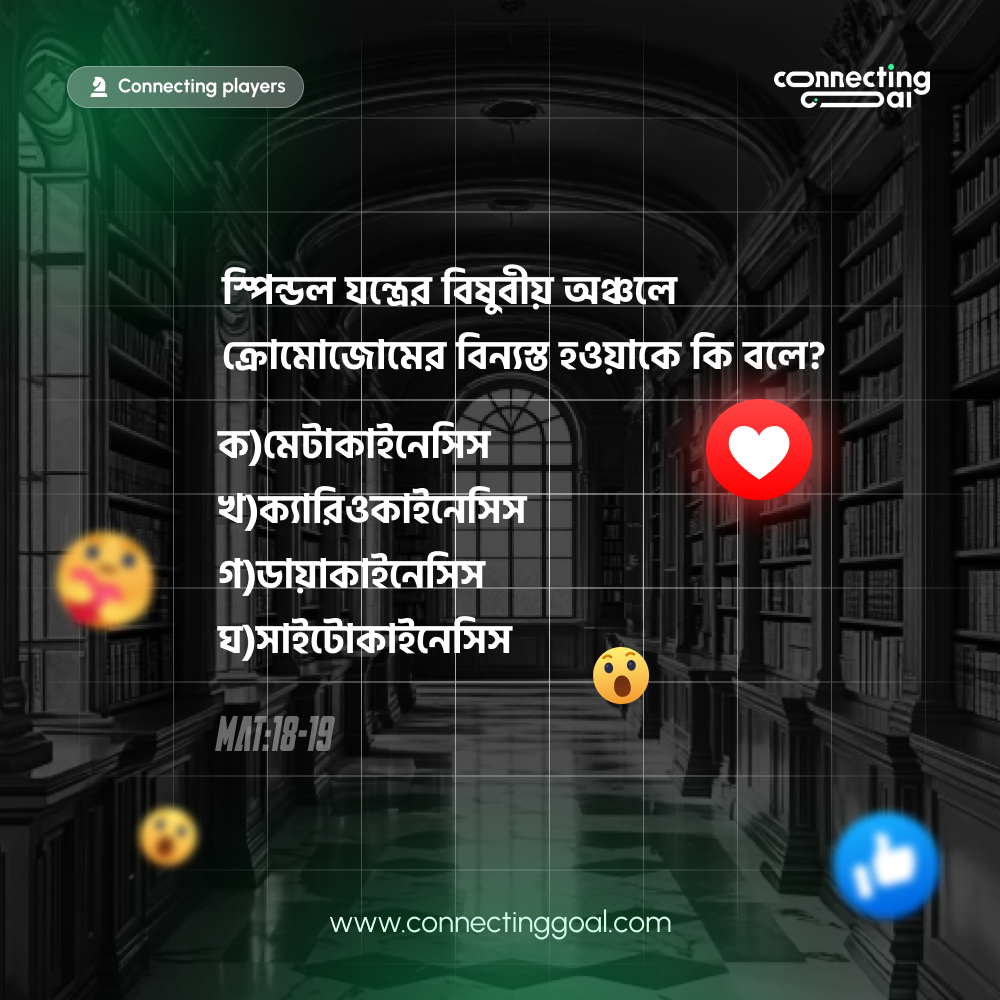 Connecting players
connecting
goal
স্পিন্ডল যন্ত্রের বিষুবীয় অঞ্চলে
ক্রোমোজোমের বিন্যস্ত হওয়াকে কি বলে?
ক)মেটাকাইনেসিস
খ)ক্যারিওকাইনেসিস
গ)ডায়াকাইনেসিস
ঘ)সাইটোকাইনেসিস
MAT:18-19
www.connectinggoal.com